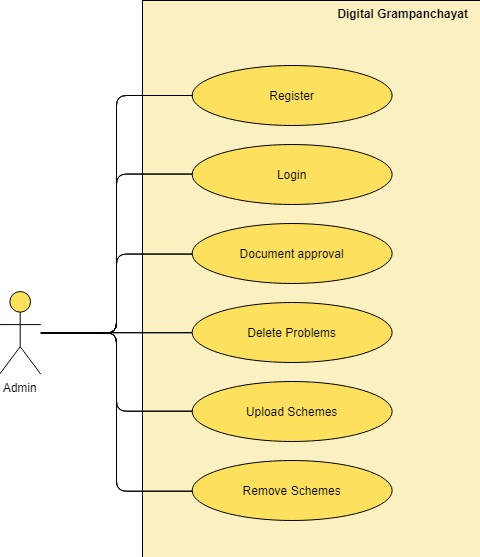 Digital Grampanchayat
Register
Login
Document approval
Delete Problems
Admin
Upload Schemes
Remove Schemes